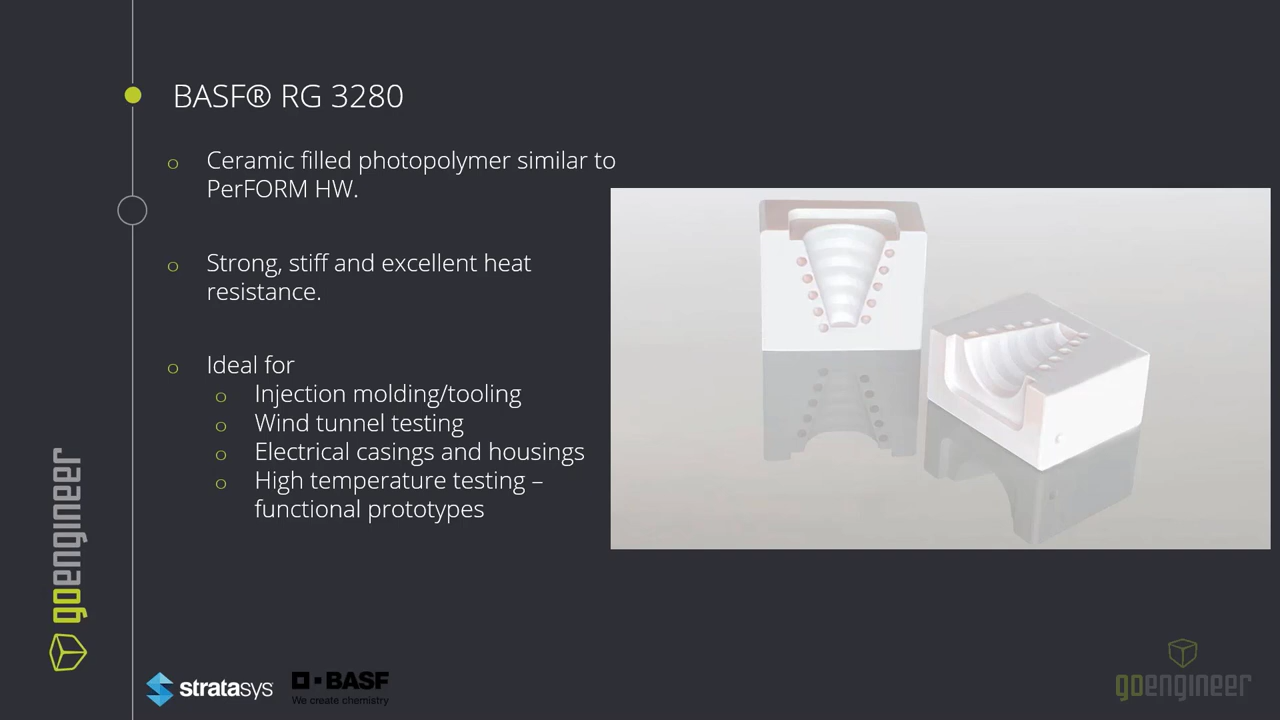 BASF® RG 3280
Ceramic filled photopolymer similar to
PerFORM HW.
Strong, stiff and excellent heat
resistance.
Ideal for
Injection molding/tooling
Wind tunnel testing
Electrical casings and housings
High temperature testing –
functional prototypes
goengineer
stratasys
BASF
We create chemistry
goengineer